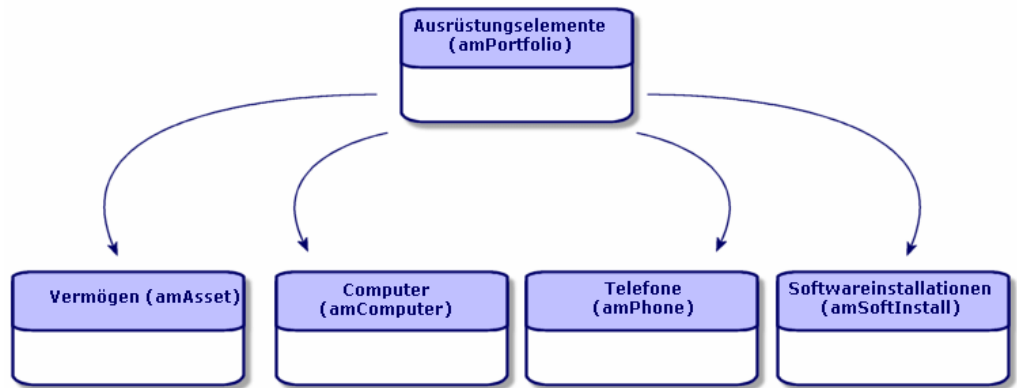 Ausrüstungselemente
(amPortfolio)
Vermögen (amAsset)
Computer
(amComputer)
Telefone
(amPhone)
Softwareinstallationen
(amSoftInstall)